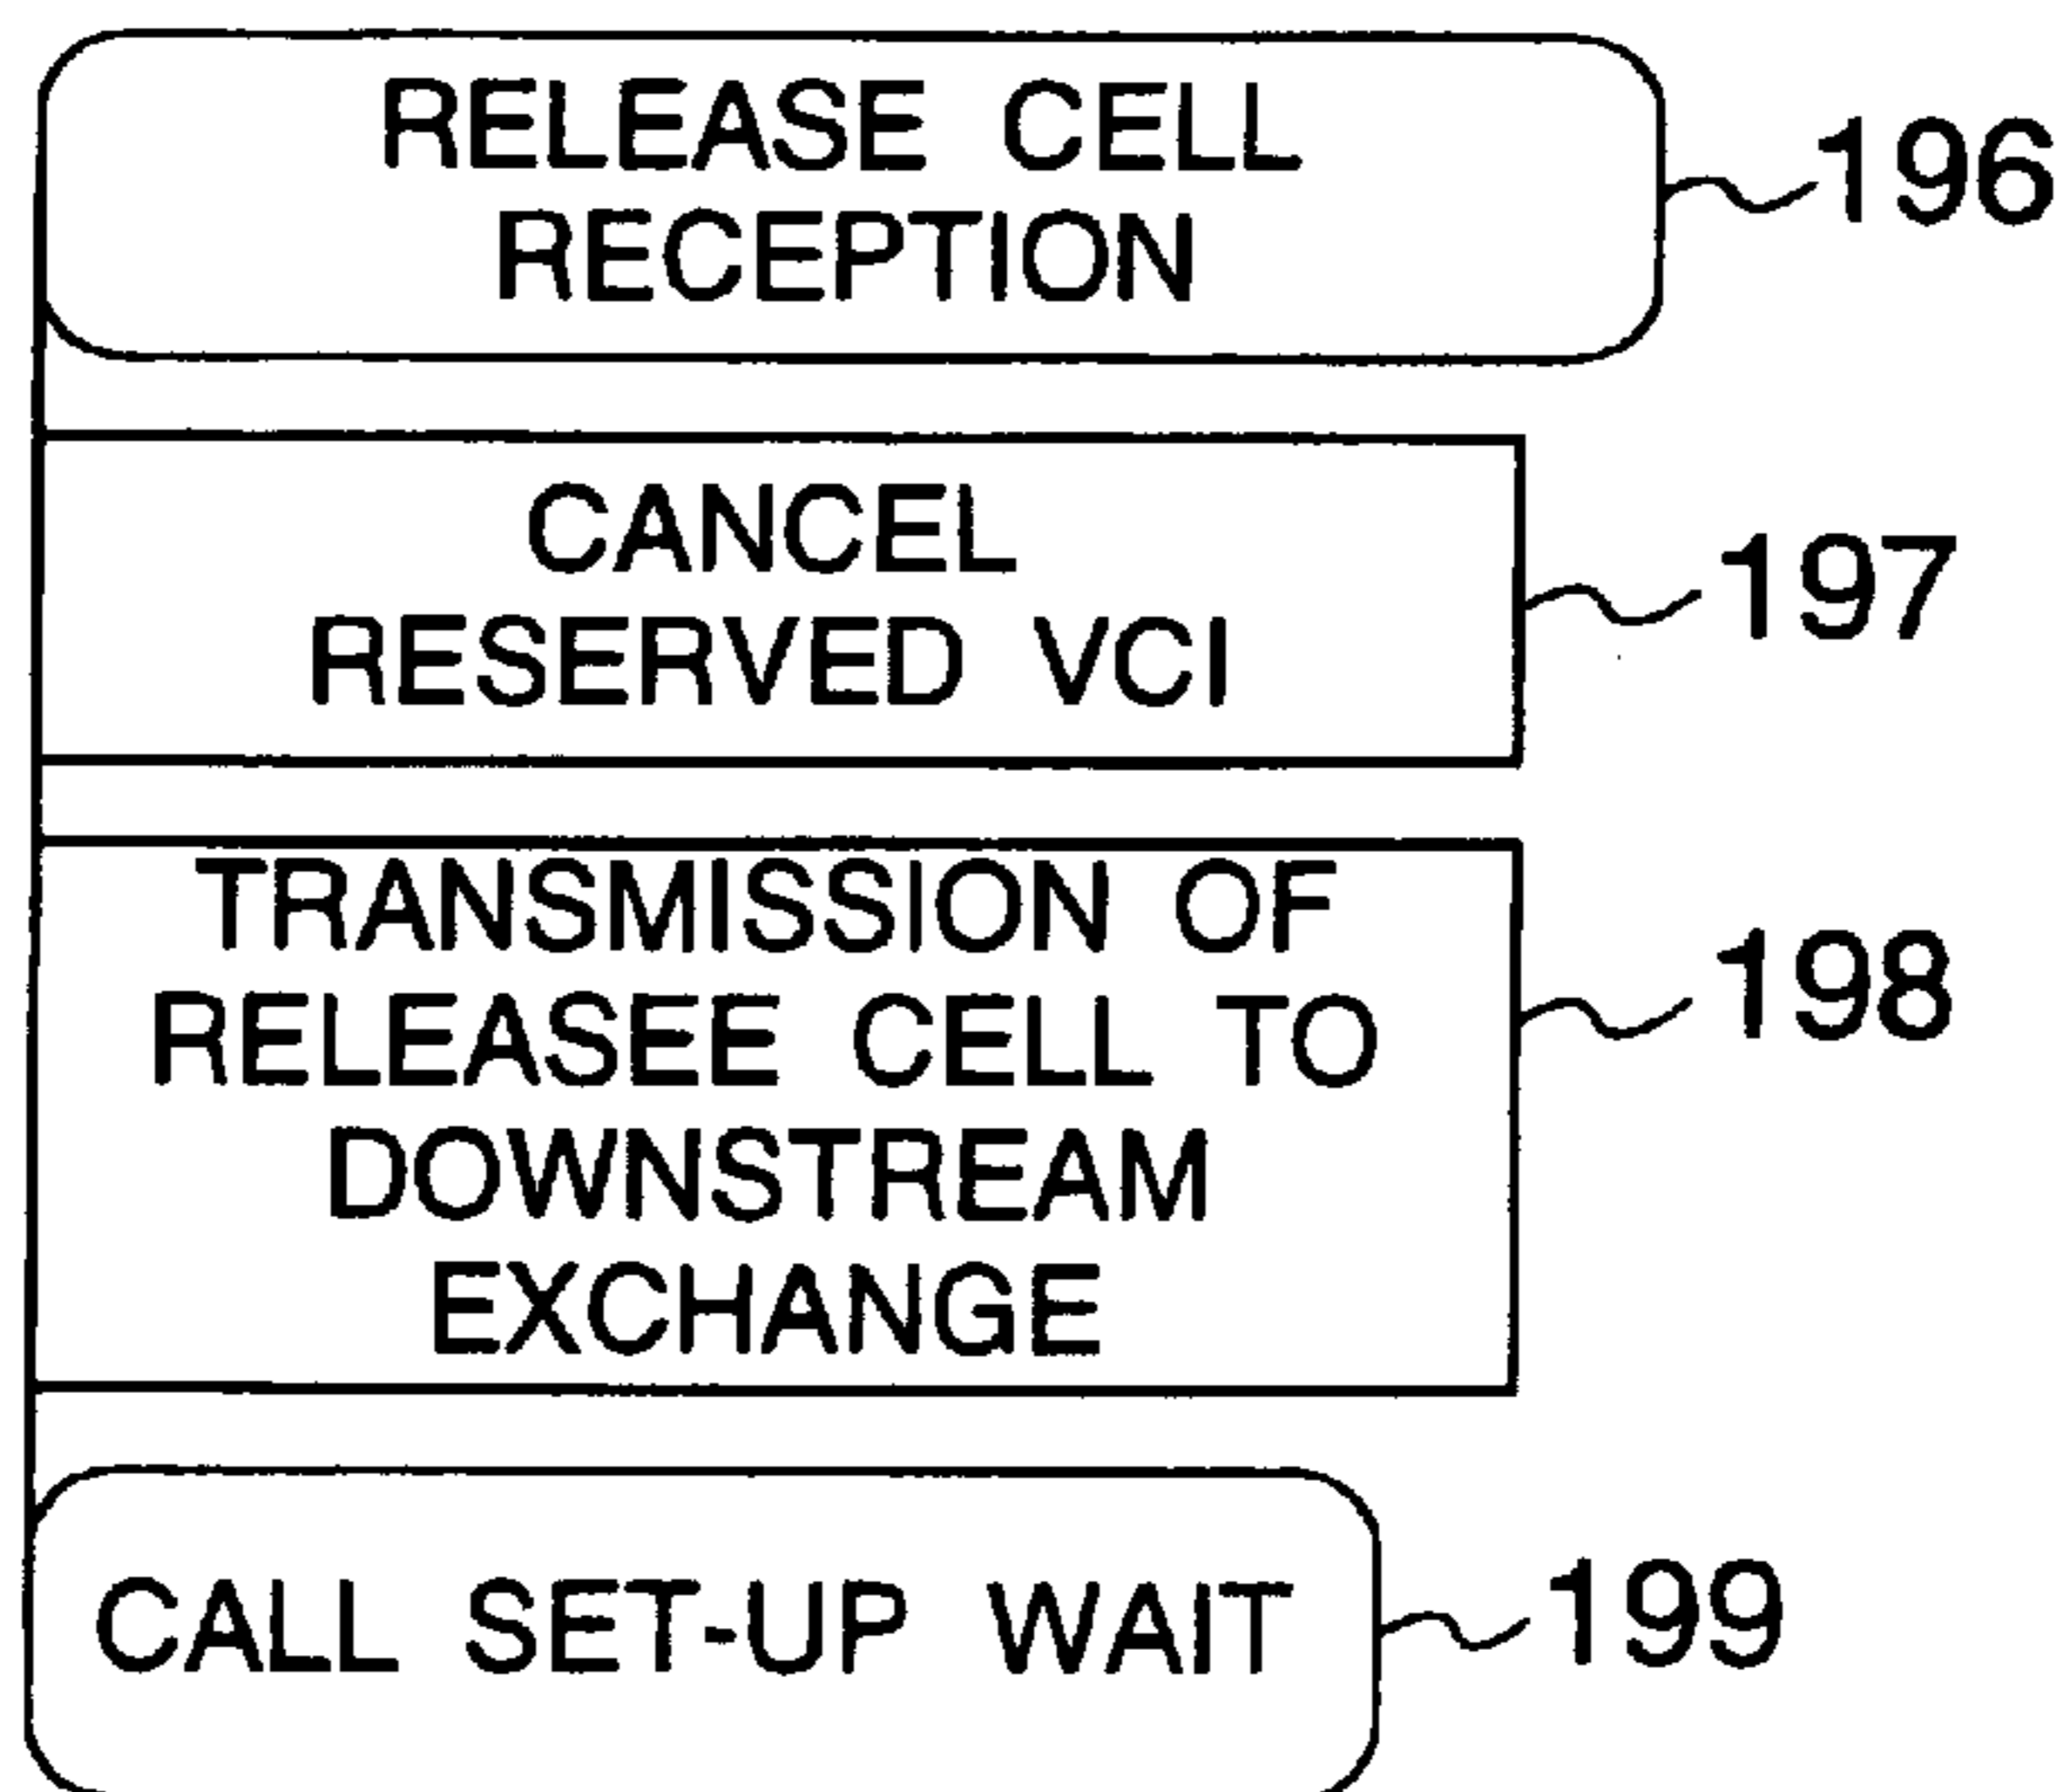 RELEASE CELL
RECEPTION
196
CANCEL
RESERVED VCI
197
TRANSMISSION OF
RELEASEE CELL TO
DOWNSTREAM
EXCHANGE
198
CALL SET-UP WAIT
199